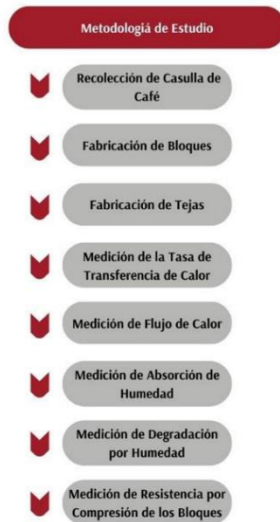 Metodologiá de Estudio
Recolección de Casulla de
Café
Fabricación de Bloques
Fabricación de Tejas
Medición de la Tasa de
Transferencia de Calor
Medición de Flujo de Calor
Medición de Absorción de
Humedad
Medición de Degradación
por Humedad
Medición de Resistencia por
Compresión de los Bloques